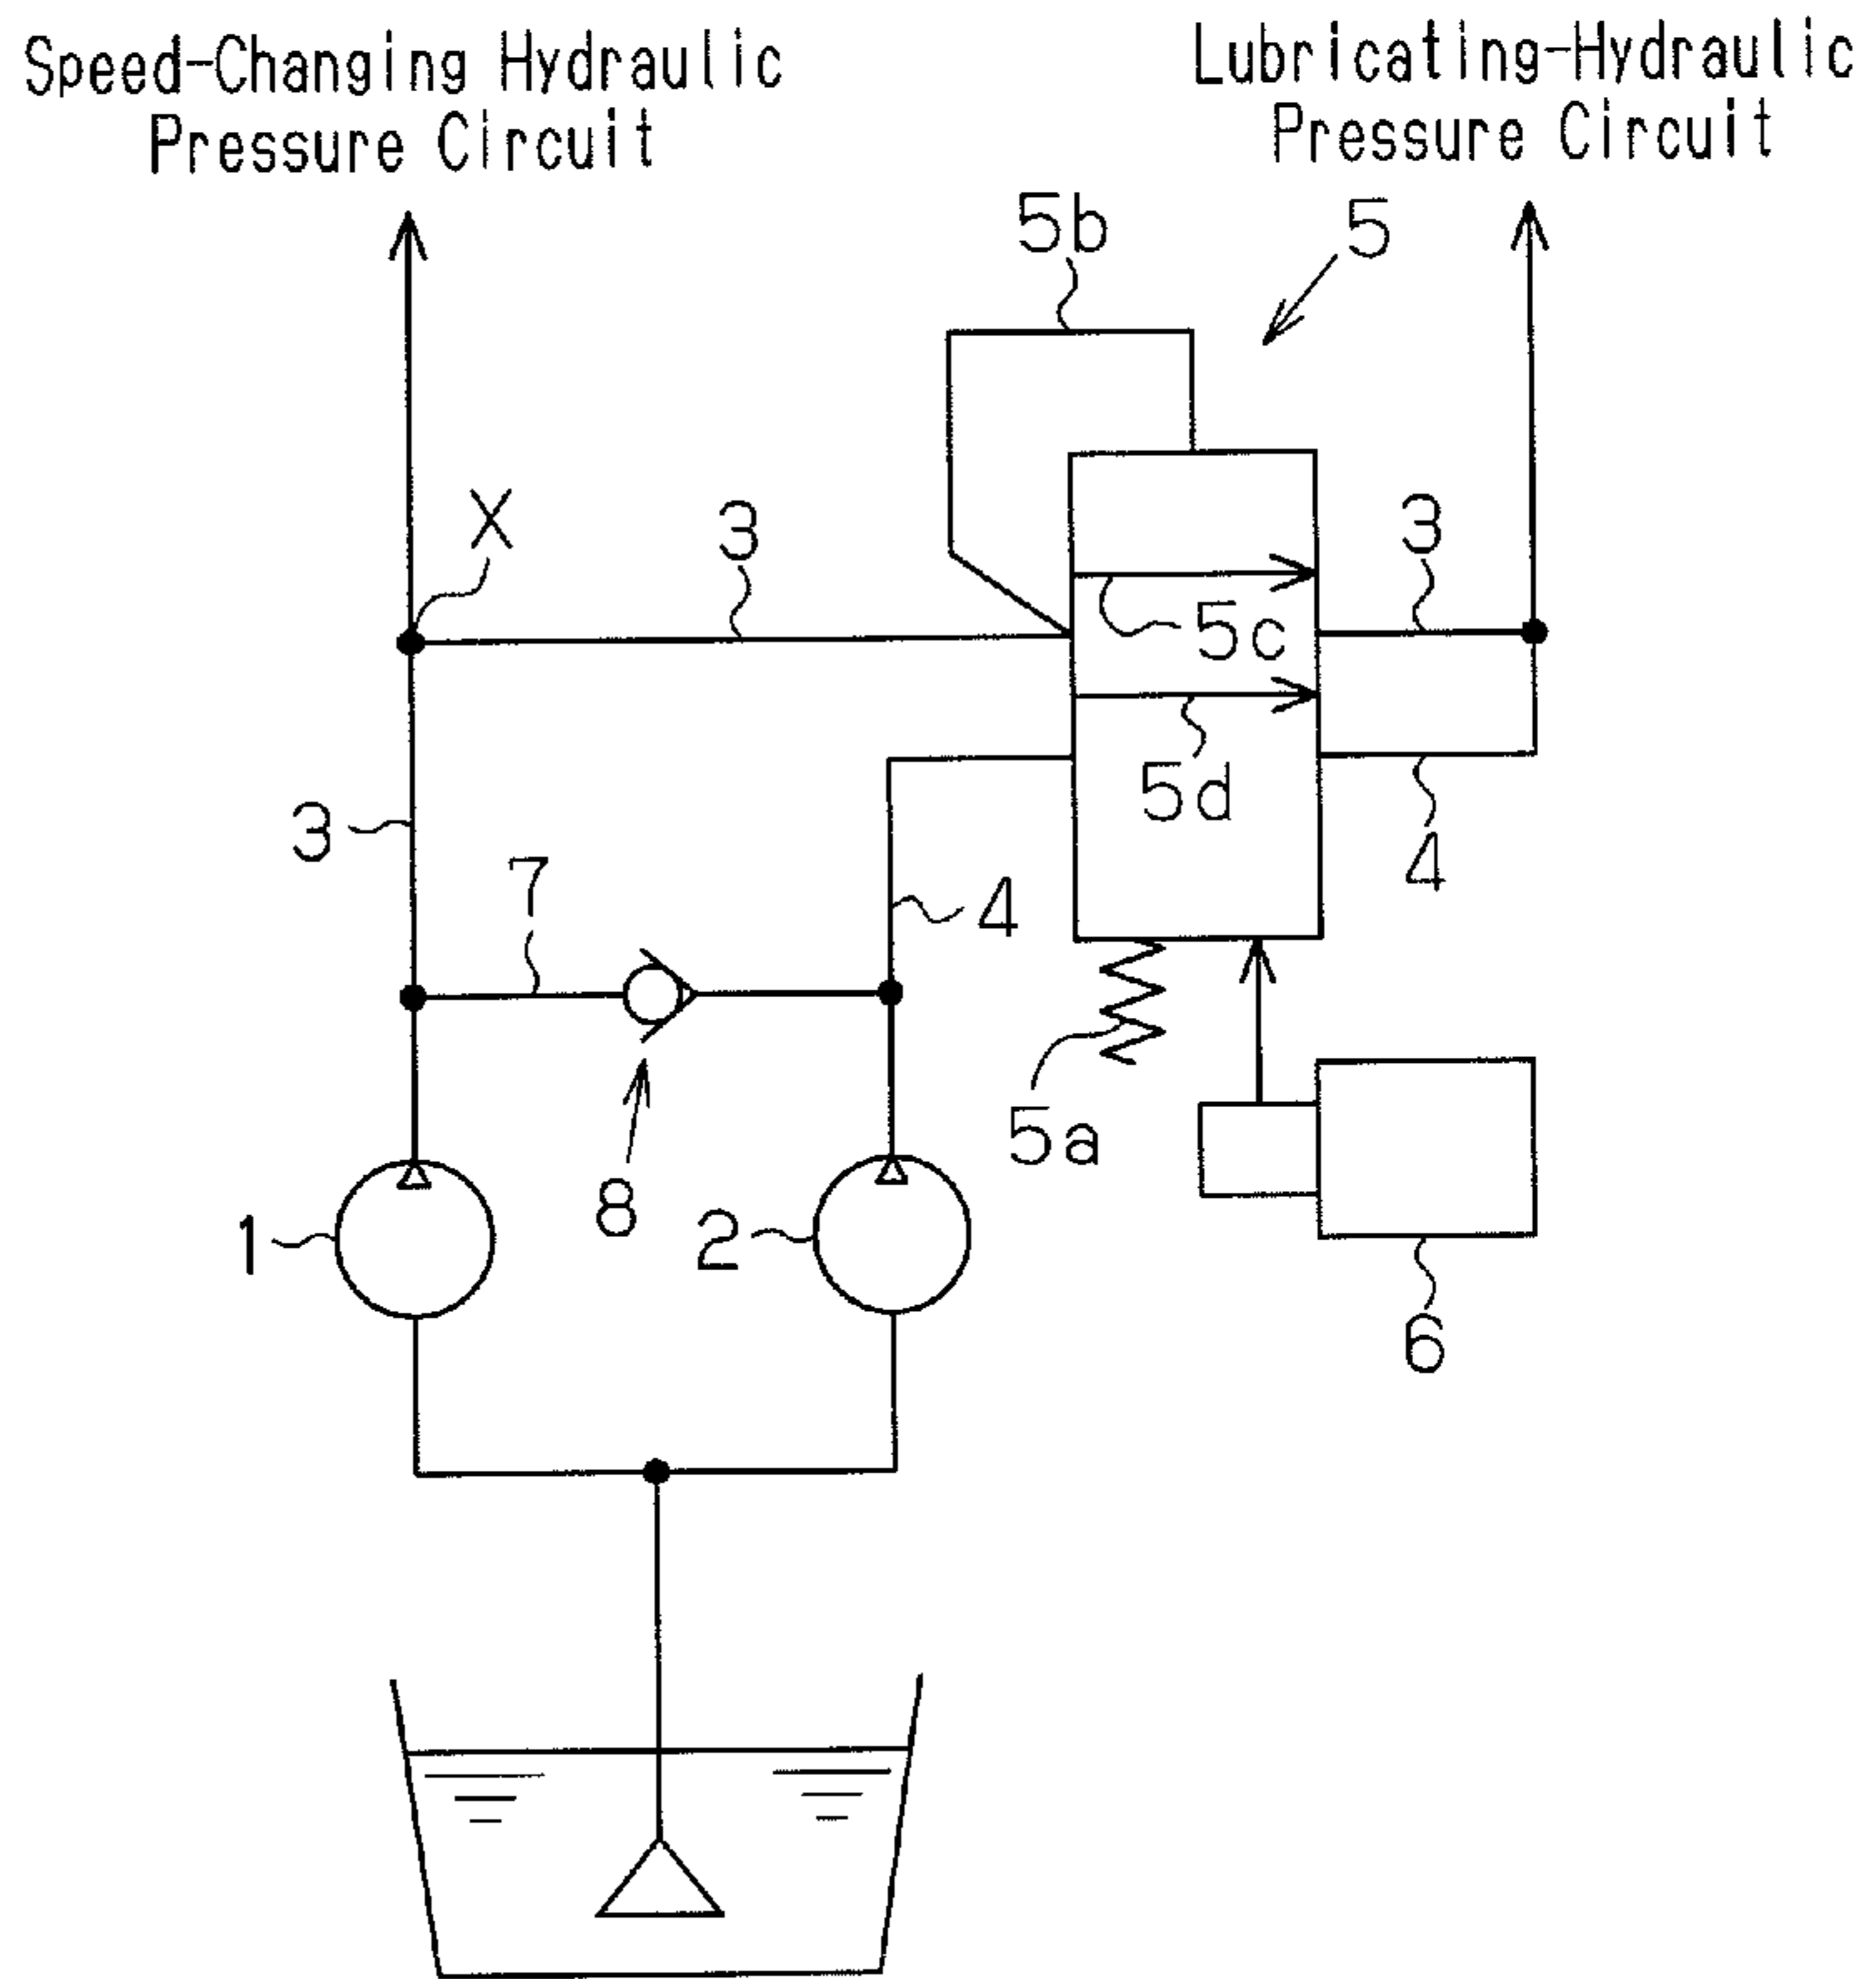 Speed-Changing Hydraulic
Pressure Circuit
Lubricating-Hydraulic
Pressure Circuit
5b
5
X
3
3
5c
5d
3
7
4
4
5a
8
1
2
6